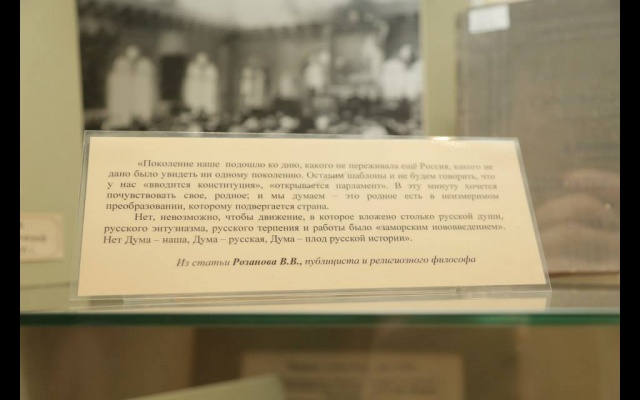 «Поколение наше подошло ко дню, какого не переживала ещё Россия, какого не
дано было увидеть ни одному поколению. Оставим шаблоны и не будем говорить, что
у нас «вводится конституция», «открывается парламент». В эту минуту хочется
почувствовать свое, родное; и мы думаем – это родное есть в неизмеримом
преобразовании, которому подвергается страна.
Нет, невозможно, чтобы движение, в которое вложено столько русской души,
русского энтузиазма, русского терпения и работы было «заморским нововведением».
Нет Дума – наша, Дума – русская, Дума – плод русской истории».
Из статьи Розанова В.В., публициста и религиозного философа